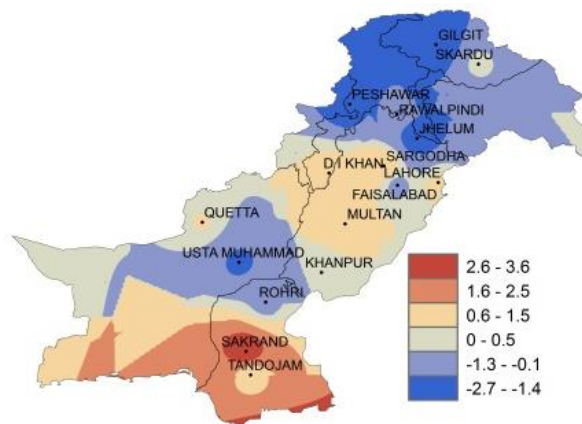 GILGIT
SKARDU
PESHAWAR
RAWALPINDI
JHELUM
D I KHAN
SARGODHA
LAHORE
FAISALABAD
QUETTA
MULTAN
USTA MUHAMMAD
KHANPUR
ROHRI
SAKRAND
TANDOJAM
2.6 - 3.6
1.6 - 2.5
0.6 - 1.5
0 - 0.5
-1.3 - -0.1
-2.7 - -1.4